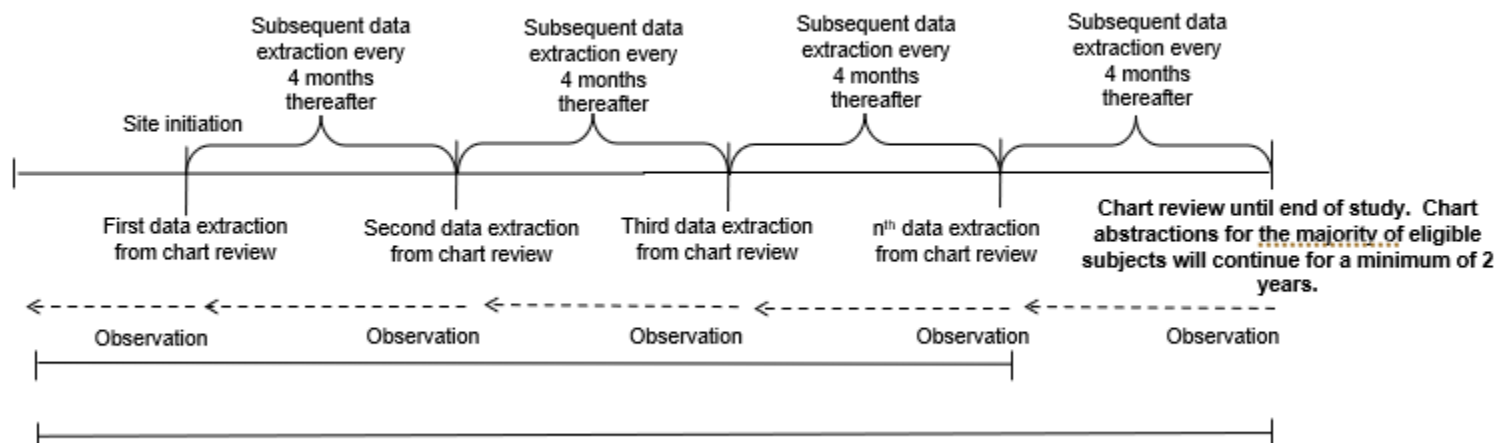 Subsequent data
extraction every
4 months
thereafter
Subsequent data
extraction every
4 months
thereafter
Subsequent data
extraction every
4 months
thereafter
Subsequent data
extraction every
4 months
thereafter
Site initiation
First data extraction
from chart review
Second data extraction
from chart review
Third data extraction
from chart review
nᵗʰ data extraction
from chart review
Chart review until end of study. Chart
abstractions for the majority of eligible
subjects will continue for a minimum of 2
years.
Observation
Observation
Observation
Observation
Observation